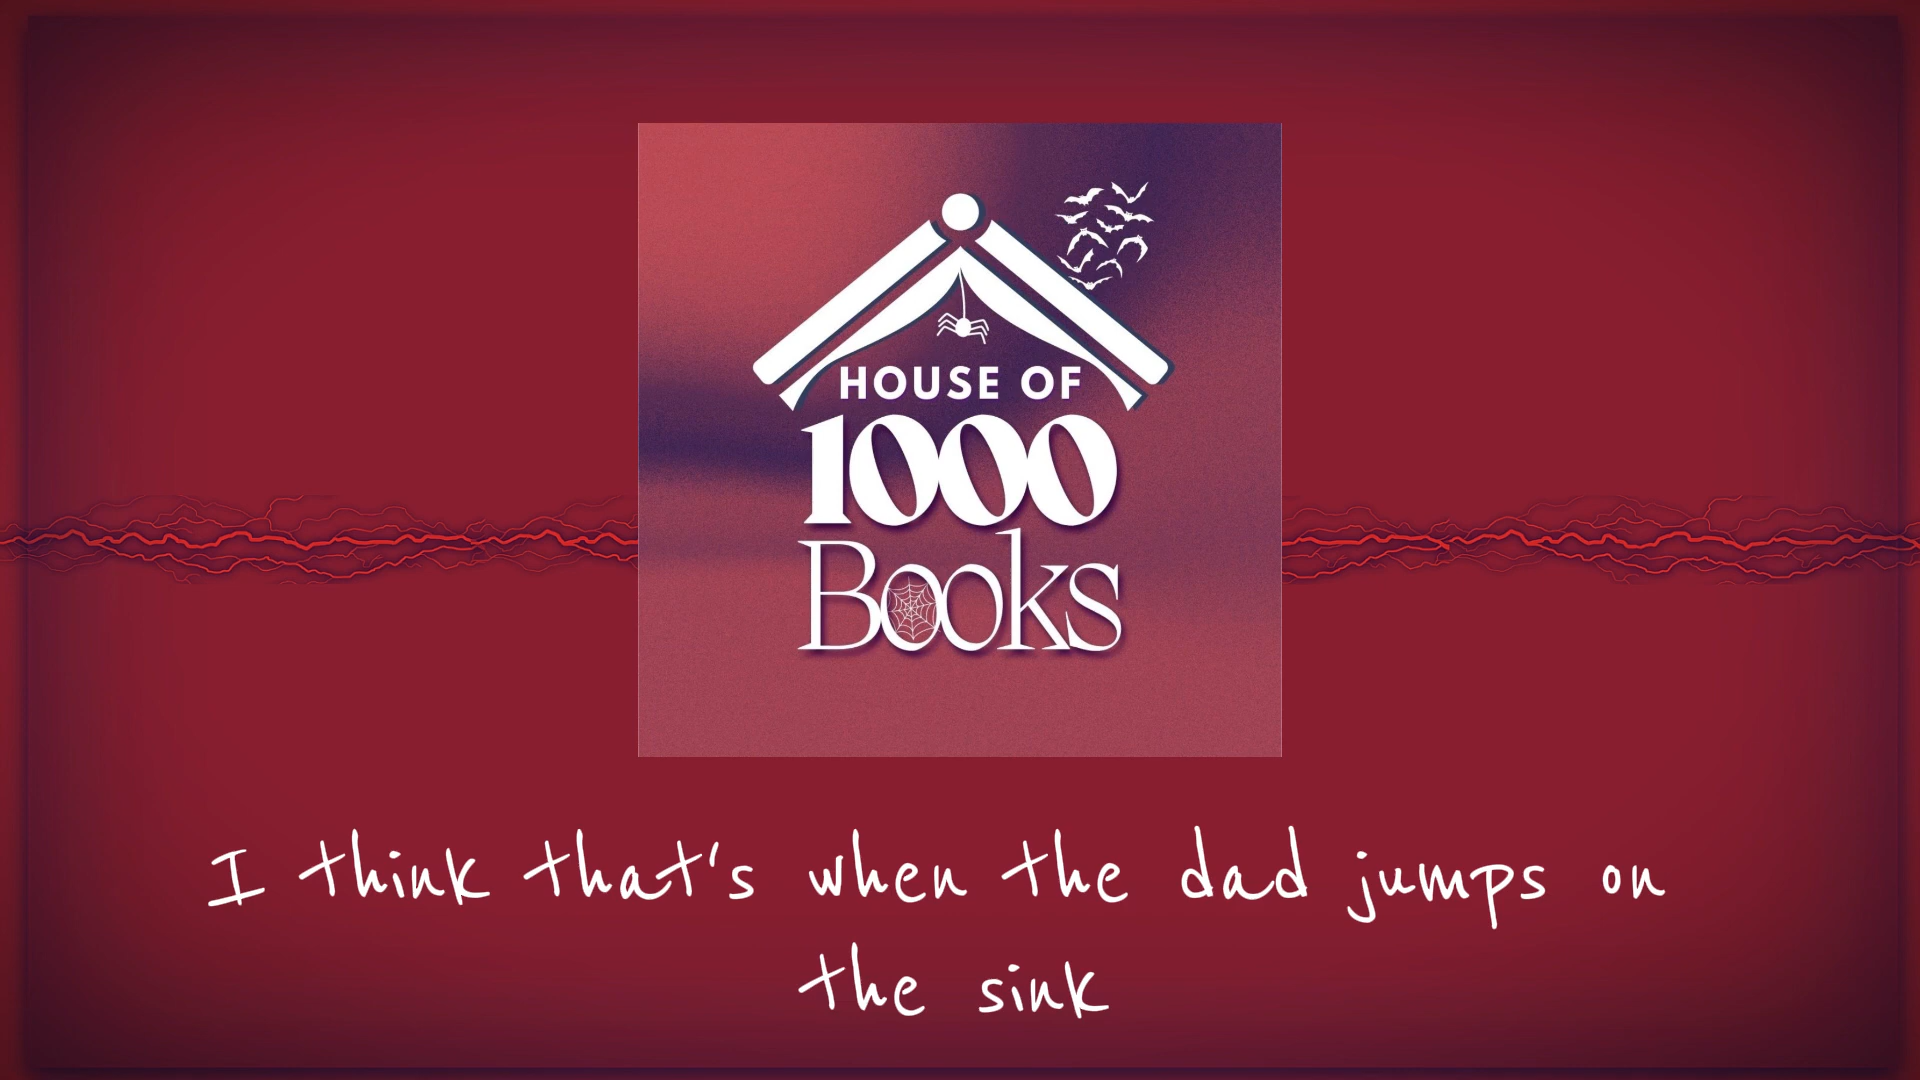 HOUSE OF
1000
Books
I think that's when the dad jumps on
the sink